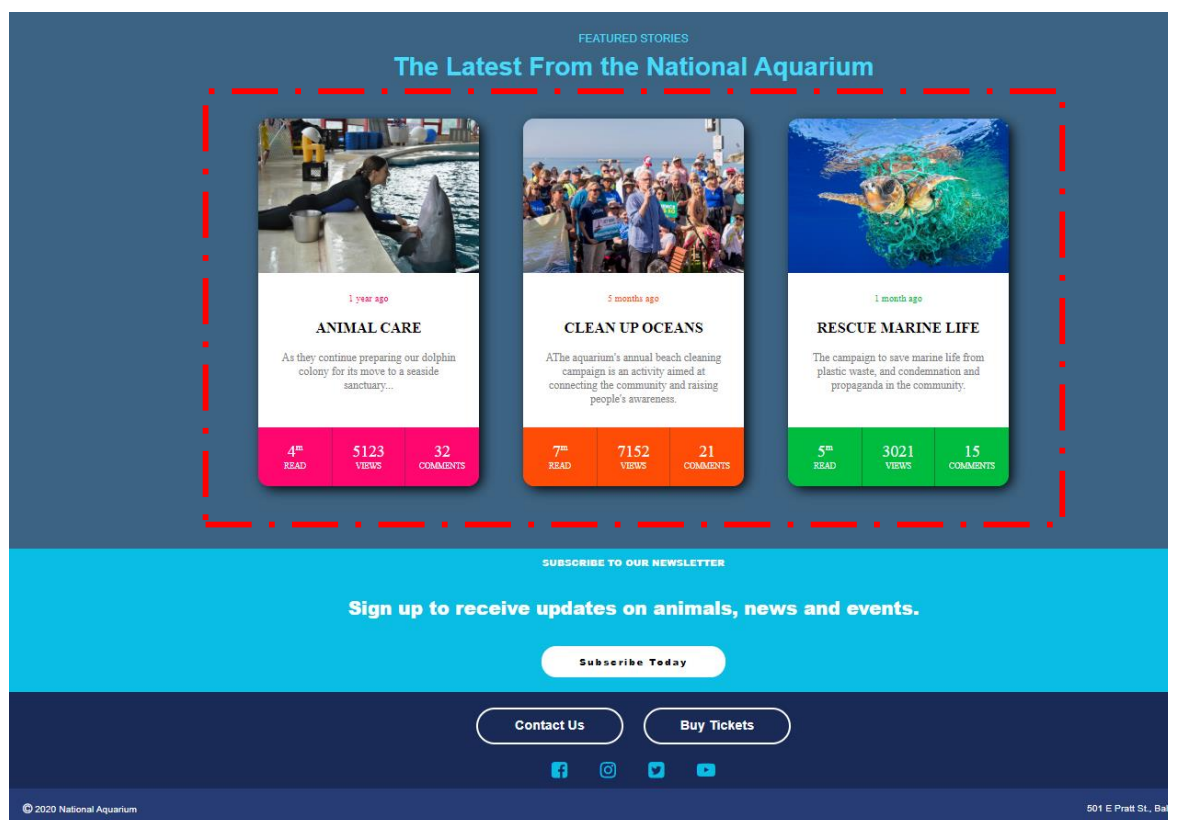 FEATURED STORIES
The Latest From the National Aquarium
1 year ago
ANIMAL CARE
As they continue preparing our dolphin
colony for its move to a seaside
sanctuary...
4m
READ
5123
VIEWS
32
COMMENTS
5 months ago
CLEAN UP OCEANS
AThe aquarium's annual beach cleaning
campaign is an activity aimed at
connecting the community and raising
people's awareness.
7m
READ
7152
VIEWS
21
COMMENTS
1 month ago
RESCUE MARINE LIFE
The campaign to save marine life from
plastic waste, and condemnation and
propaganda in the community.
5m
READ
3021
VIEWS
15
COMMENTS
SUBSCRIBE TO OUR NEWSLETTER
Sign up to receive updates on animals, news and events.
Subscribe Today
Contact Us
Buy Tickets
© 2020 National Aquarium
501 E Pratt St., Bal